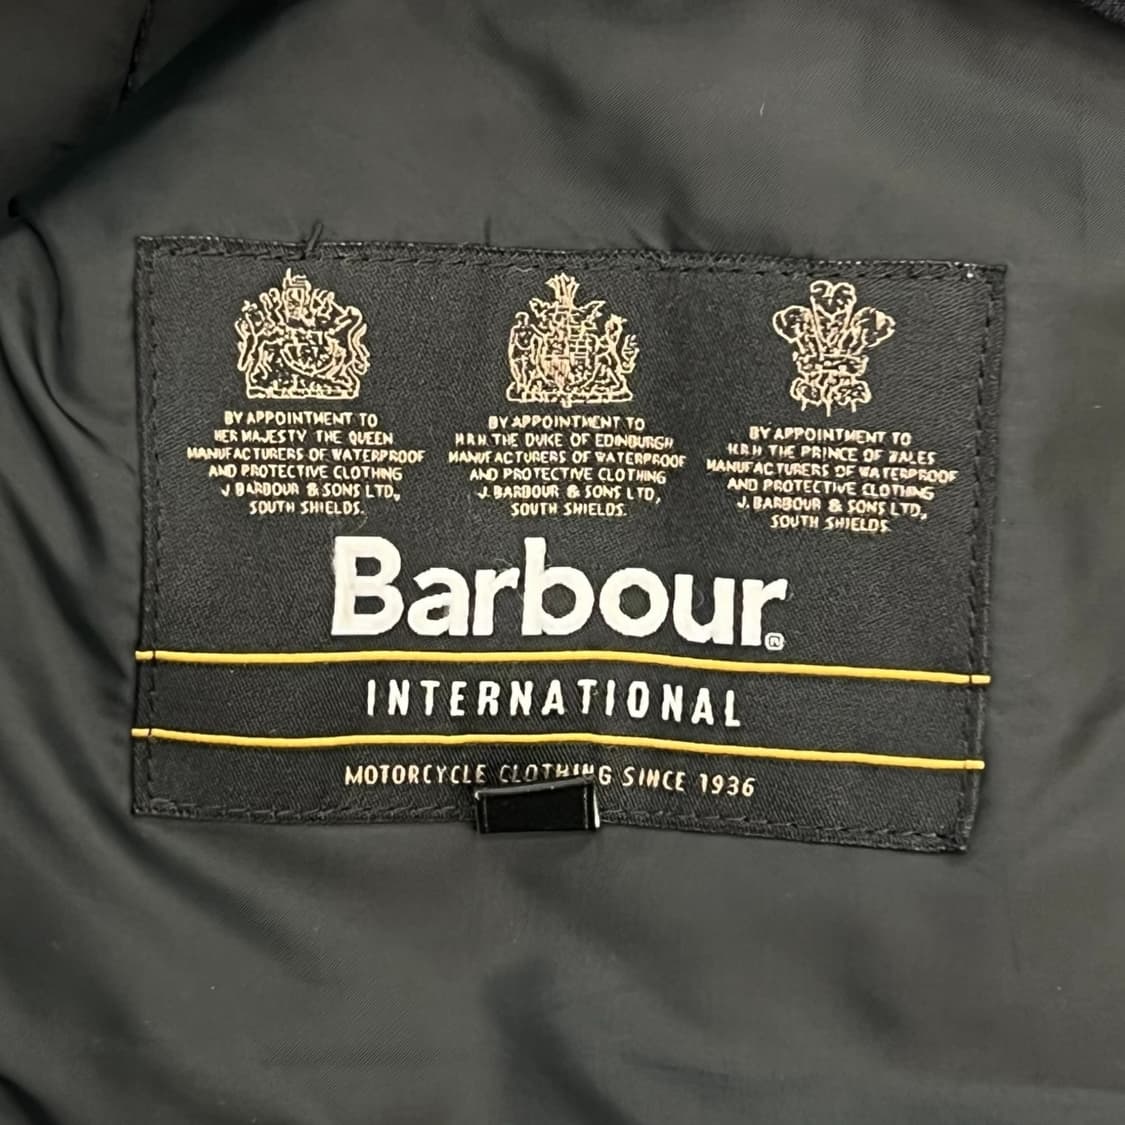 BY APPOINTMENT TO
HER MAJESTY THE QUEEN
MANUFACTURERS OF WATERPROOF
AND PROTECTIVE CLOTHING
J BARBOUR & SONS LTD,
SOUTH SHIELDS.
BY APPOINTMENT TO
H.R.H. THE DUKE OF EDINBURGH
MANUFACTURERS OF WATERPROOF
AND PROTECTIVE CLOTHING
J. BARBOUR & SONS LTD,
SOUTH SHIELDS.
BY APPOINTMENT TO
H.R.H THE PRINCE OF WALES
MANUFACTURERS OF WATERPROOF
AND PROTECTIVE CLOTHING
J. BARBOUR & SONS LTD,
SOUTH SHIELDS
Barbour®
INTERNATIONAL
MOTORCYCLE CLOTHING SINCE 1936